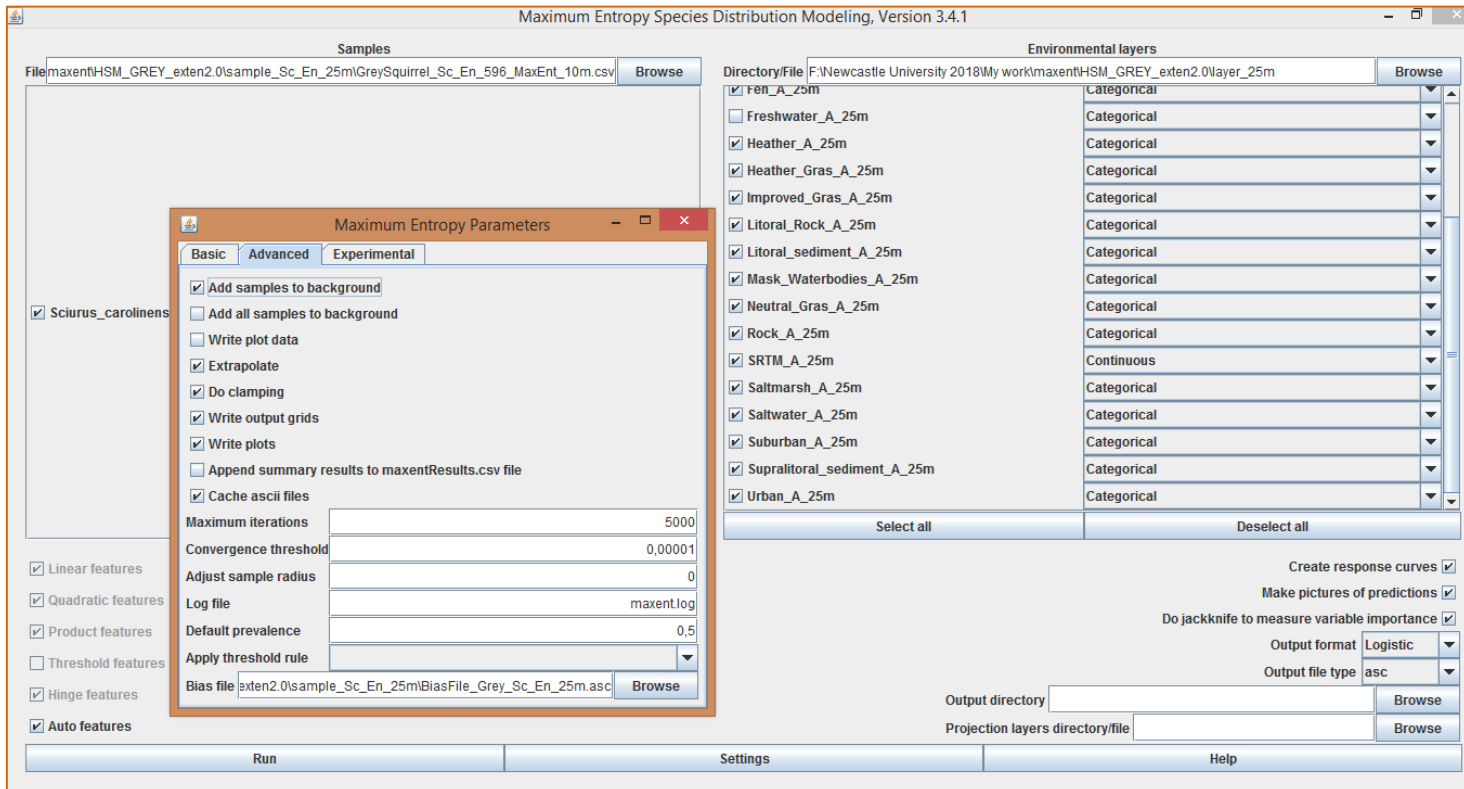 Maximum Entropy Species Distribution Modeling, Version 3.4.1
Samples
File maxent\HSM_GREY_exten2.0\sample_Sc_En_25m\GreySquirrel_Sc_En_596_MaxEnt_10m.csv Browse
Sciurus_carolinens
Environmental layers
Directory/File F:\Newcastle University 2018\My work\maxent\HSM_GREY_exten2.0\layer_25m Browse
Fen_A_25m Categorical
Freshwater_A_25m Categorical
Heather_A_25m Categorical
Heather_Gras_A_25m Categorical
Improved_Gras_A_25m Categorical
Litoral_Rock_A_25m Categorical
Litoral_sediment_A_25m Categorical
Mask_Waterbodies_A_25m Categorical
Neutral_Gras_A_25m Categorical
Rock_A_25m Categorical
SRTM_A_25m Continuous
Saltmarsh_A_25m Categorical
Saltwater_A_25m Categorical
Suburban_A_25m Categorical
Supralitoral_sediment_A_25m Categorical
Urban_A_25m Categorical
Select all Deselect all
Maximum Entropy Parameters
Basic Advanced Experimental
Add samples to background
Add all samples to background
Write plot data
Extrapolate
Do clamping
Write output grids
Write plots
Append summary results to maxentResults.csv file
Cache ascii files
Maximum iterations 5000
Convergence threshold 0,00001
Adjust sample radius 0
Log file maxent.log
Default prevalence 0,5
Apply threshold rule
Bias file exten2.0\sample_Sc_En_25m\BiasFile_Grey_Sc_En_25m.asc Browse
Linear features
Quadratic features
Product features
Threshold features
Hinge features
Auto features
Create response curves
Make pictures of predictions
Do jackknife to measure variable importance
Output format Logistic
Output file type asc
Output directory Browse
Projection layers directory/file Browse
Run Settings Help